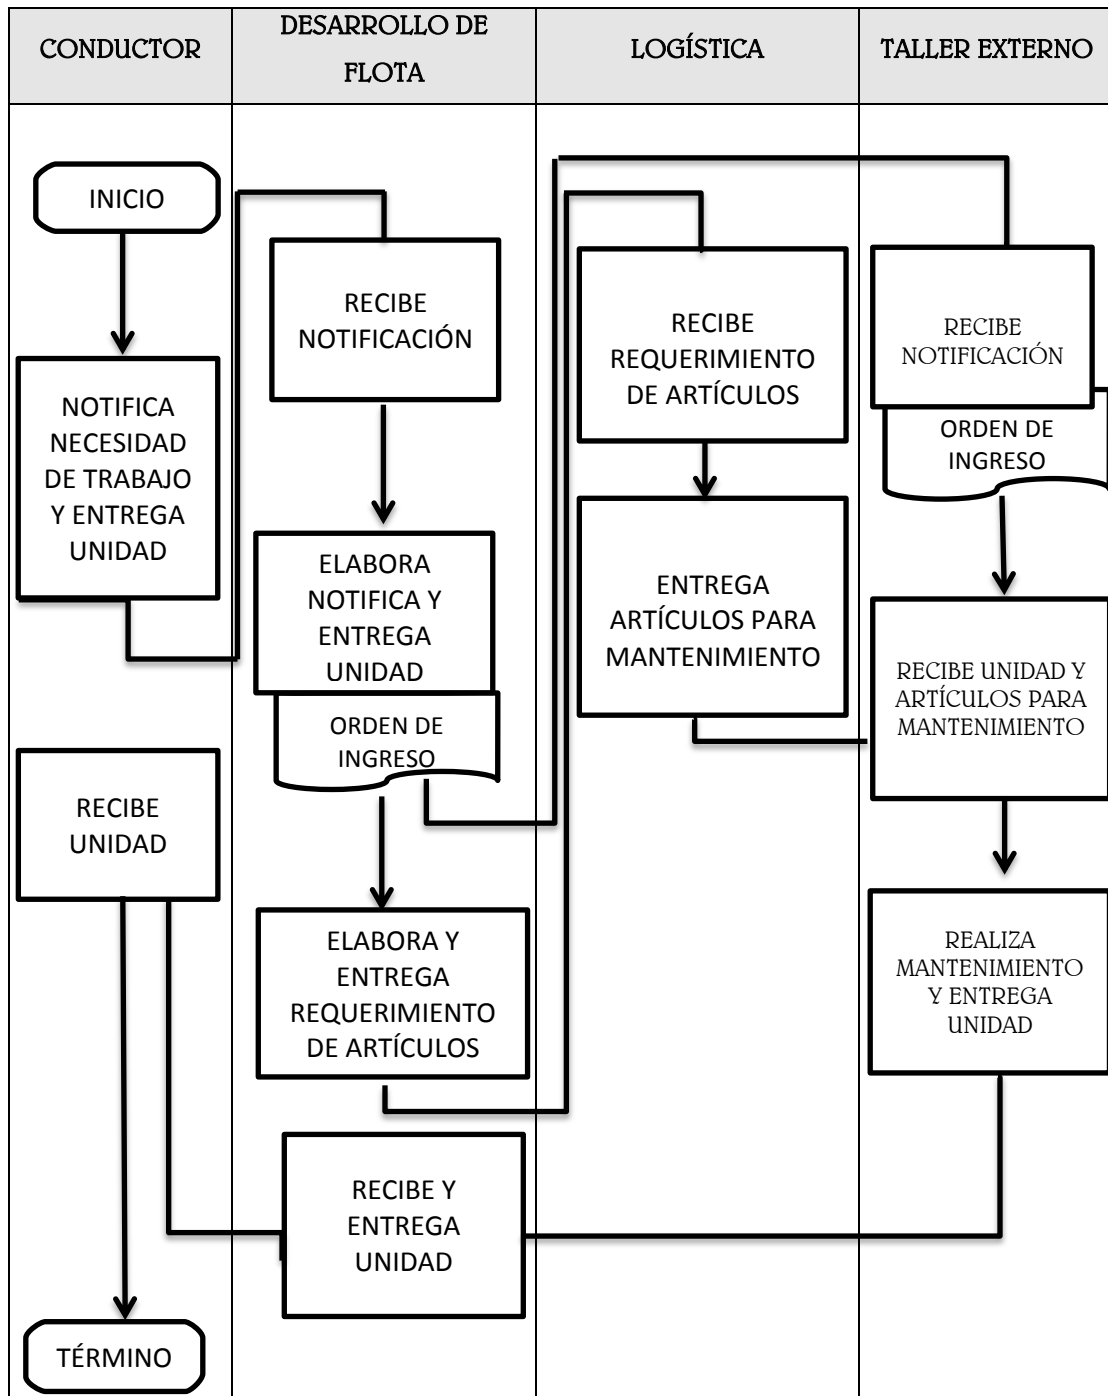 CONDUCTOR
DESARROLLO DE
FLOTA
LOGÍSTICA
TALLER EXTERNO
INICIO
NOTIFICA
NECESIDAD
DE TRABAJO
Y ENTREGA
UNIDAD
RECIBE
UNIDAD
TÉRMINO
RECIBE
NOTIFICACIÓN
ELABORA
NOTIFICA Y
ENTREGA
UNIDAD
ORDEN DE
INGRESO
ELABORA Y
ENTREGA
REQUERIMIENTO
DE ARTÍCULOS
RECIBE Y
ENTREGA
UNIDAD
RECIBE
REQUERIMIENTO
DE ARTÍCULOS
ENTREGA
ARTÍCULOS PARA
MANTENIMIENTO
RECIBE
NOTIFICACIÓN
ORDEN DE
INGRESO
RECIBE UNIDAD Y
ARTÍCULOS PARA
MANTENIMIENTO
REALIZA
MANTENIMIENTO
Y ENTREGA
UNIDAD